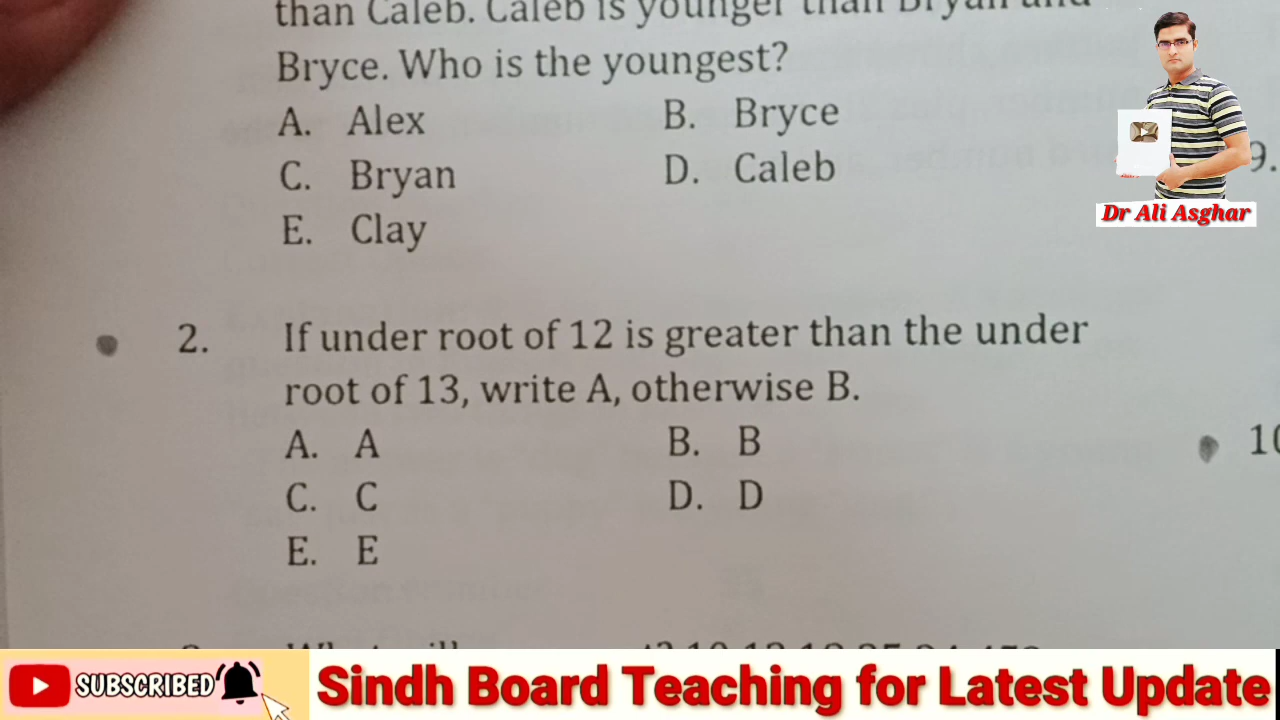 than Caleb. Caleb is younger than Bryan and
Bryce. Who is the youngest?
A. Alex B. Bryce
C. Bryan D. Caleb
E. Clay
9.
Dr Ali Asghar
2. If under root of 12 is greater than the under
root of 13, write A, otherwise B.
A. A B. B
C. C D. D
E. E
SUBSCRIBED
Sindh Board Teaching for Latest Update